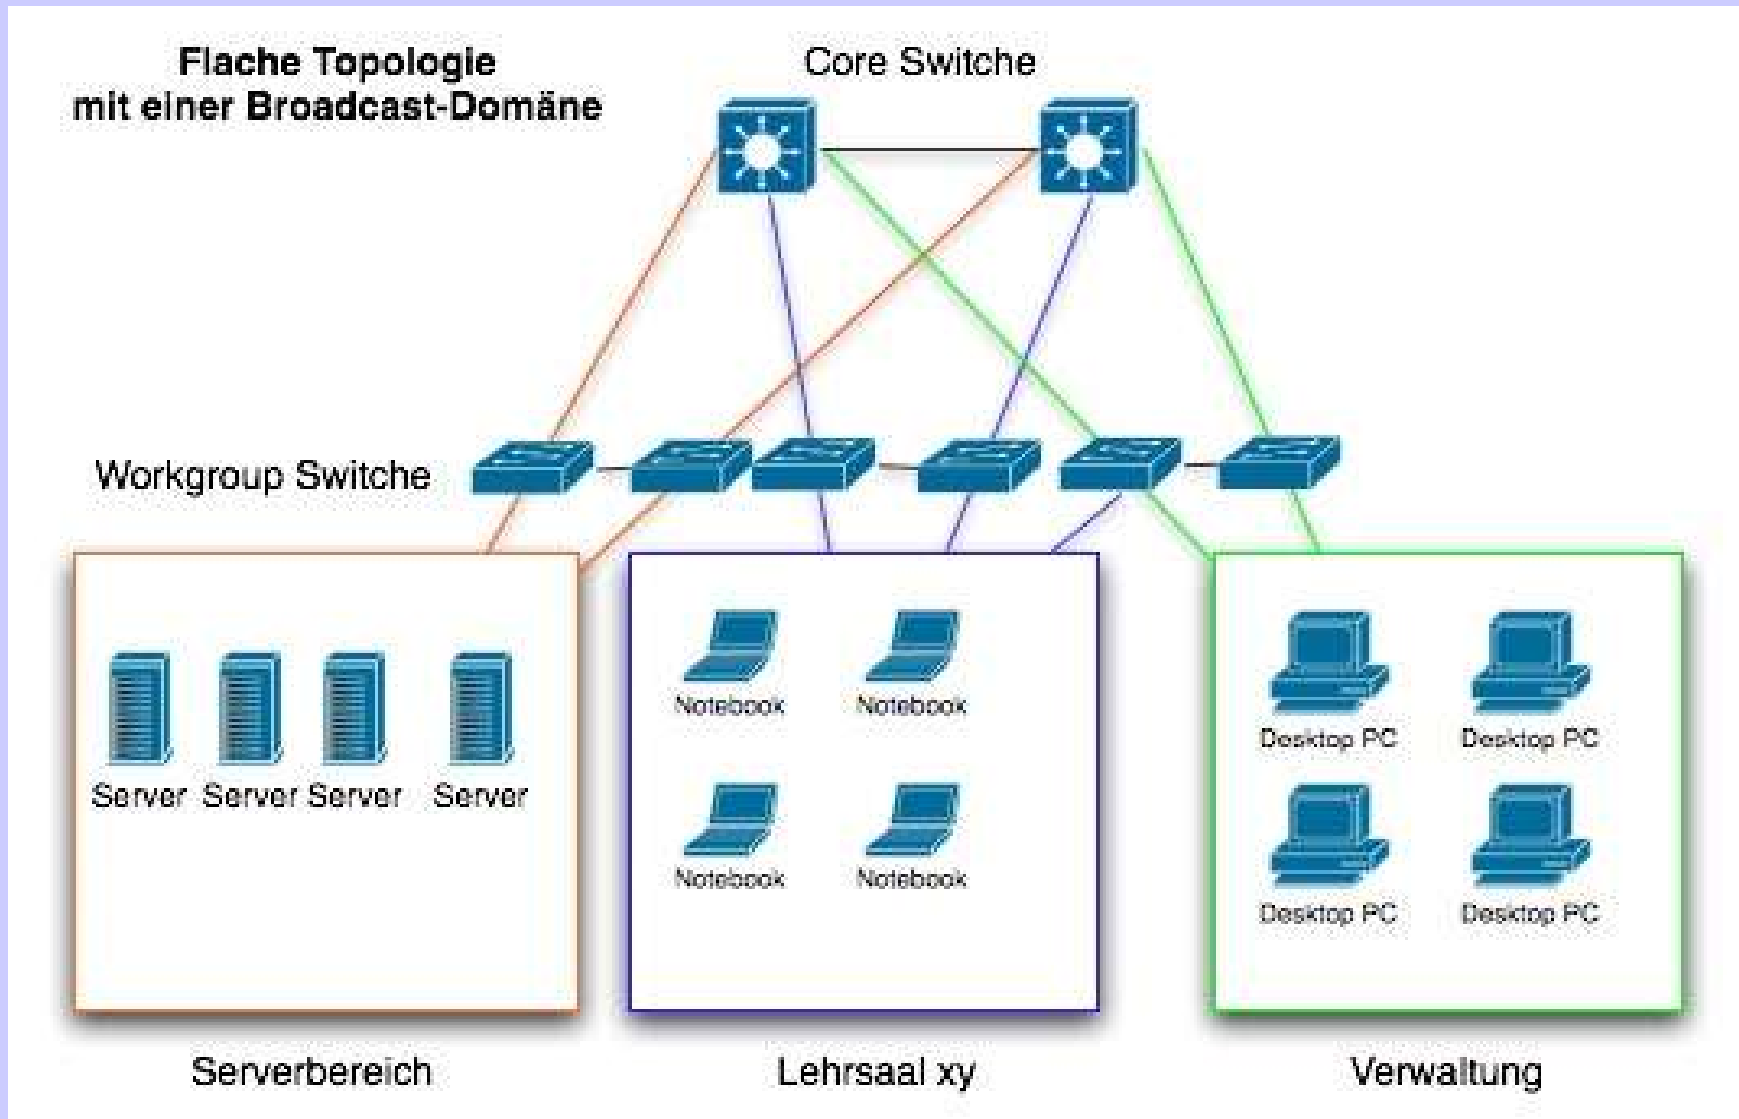 Flache Topologie
mit einer Broadcast-Domäne
Core Switche
Workgroup Switche
Server Server Server Server
Notebook Notebook
Notebook Notebook
Desktop PC Desktop PC
Desktop PC Desktop PC
Serverbereich
Lehrsaal xy
Verwaltung